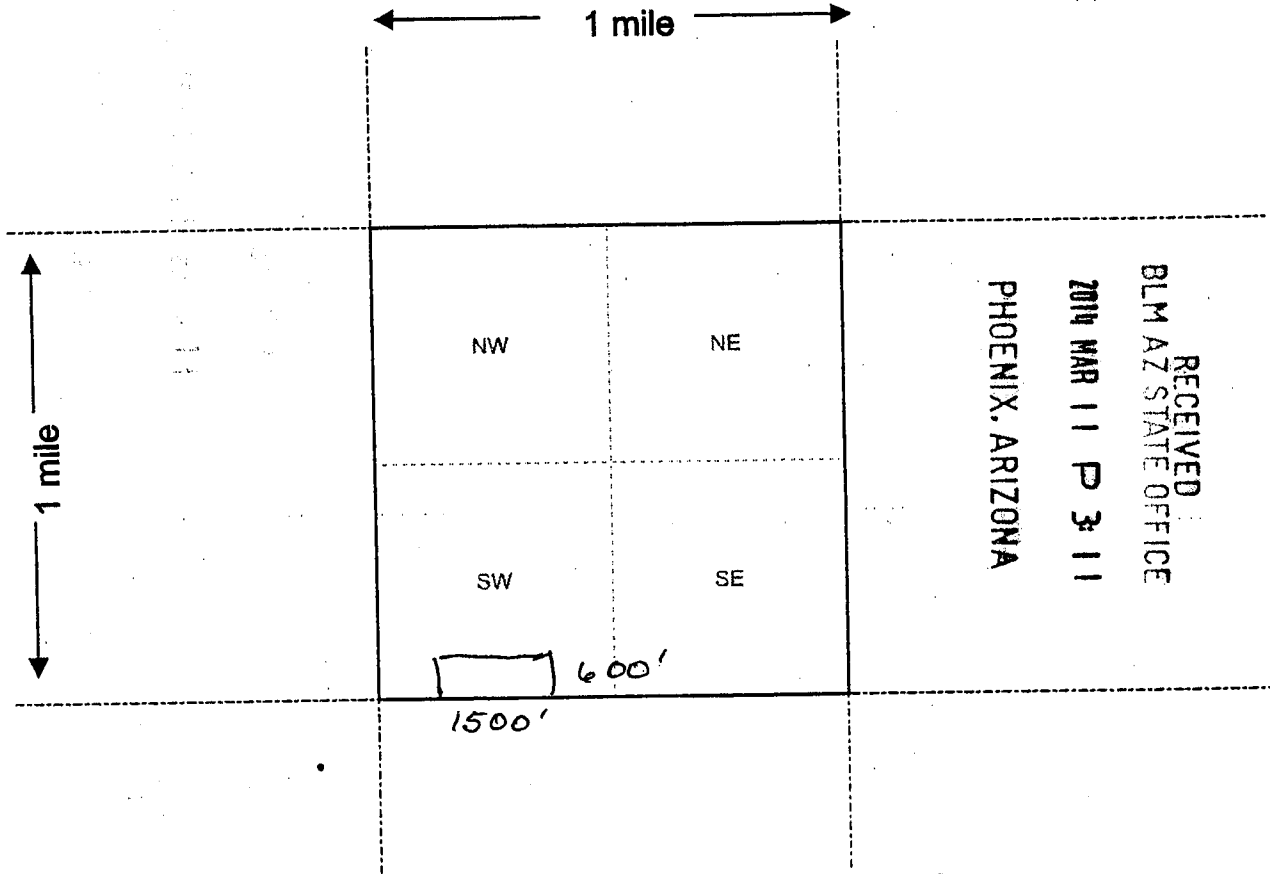 1 mile
1 mile
NW
NE
SW
SE
600'
1500'
RECEIVED
BLM AZ STATE OFFICE
2014 MAR 11 P 3:11
PHOENIX, ARIZONA